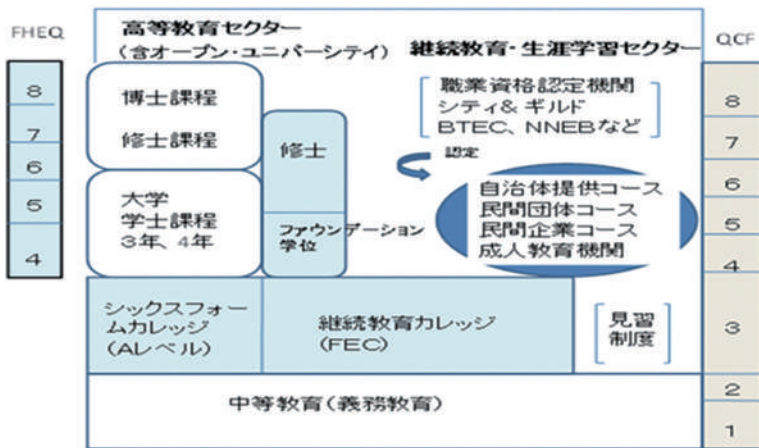 FHEQ
8
7
6
5
4
高等教育セクター
(含オープン・ユニバーシティ)
博士課程
修士課程
大学
学士課程
3年、4年
修士
ファウンデーション
学位
継続教育・生涯学習セクター
職業資格認定機関
シティ& ギルド
BTEC、NNEBなど
認定
自治体提供コース
民間団体コース
民間企業コース
成人教育機関
シックスフォー
ムカレッジ
(Aレベル)
継続教育カレッジ
(FEC)
見習
制度
中等教育(義務教育)
QCF
8
7
6
5
4
3
2
1